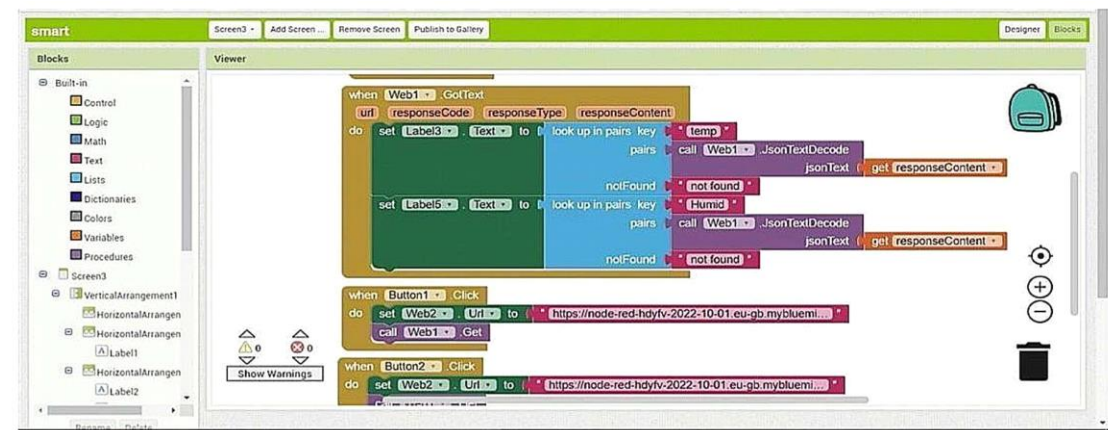 smart Screen3 Add Screen ... Remove Screen Publish to Gallery Designer Blocks
Blocks Viewer
Built-in
Control
Logic
Math
Text
Lists
Dictionaries
Colors
Variables
Procedures
Screen3
VerticalArrangement1
HorizontalArrangen
Label1
HorizontalArrangen
Label2
Rename Delete
when Web1 .GotText
url responseCode responseType responseContent
do set Label3 . Text to look up in pairs key " temp "
pairs call Web1 .JsonTextDecode
jsonText get responseContent
notFound " not found "
set Label5 . Text to look up in pairs key " Humid "
pairs call Web1 .JsonTextDecode
jsonText get responseContent
notFound " not found "
when Button1 .Click
do set Web2 . Url to " https://node-red-hdyfv-2022-10-01.eu-gb.mybluemi... "
call Web1 .Get
when Button2 .Click
do set Web2 . Url to " https://node-red-hdyfv-2022-10-01.eu-gb.mybluemi... "
0 0
Show Warnings